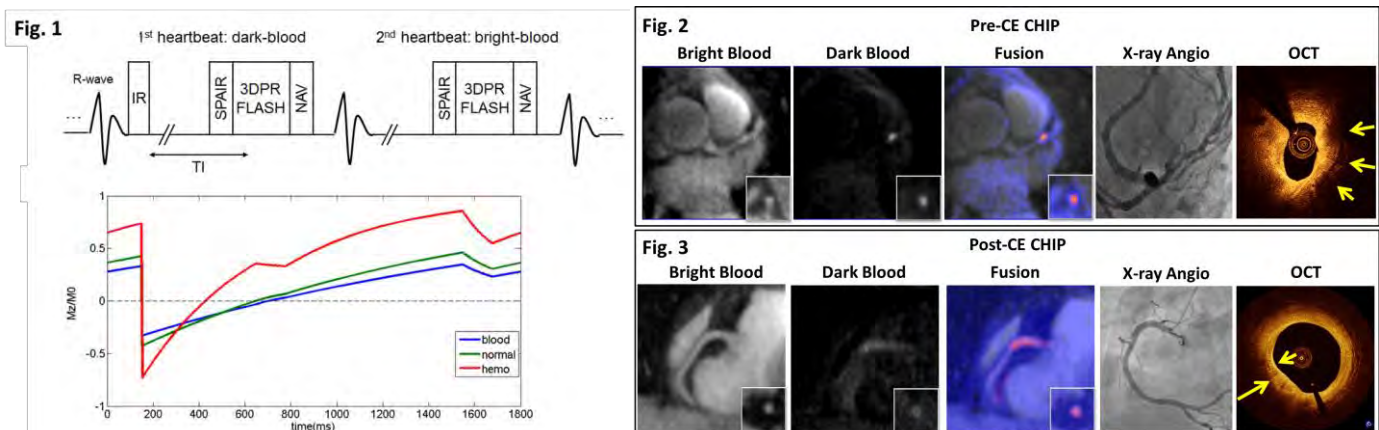 Fig. 1
1st heartbeat: dark-blood
2nd heartbeat: bright-blood
R-wave
...
IR
SPAIR
3DPR
FLASH
NAV
SPAIR
3DPR
FLASH
NAV
...
TI
Mz/M0
1
0.5
0
-0.5
-1
blood
normal
hemo
0 200 400 600 800 1000 1200 1400 1600 1800
time(ms)
Fig. 2
Pre-CE CHIP
Bright Blood Dark Blood Fusion X-ray Angio OCT
Fig. 3
Post-CE CHIP
Bright Blood Dark Blood Fusion X-ray Angio OCT